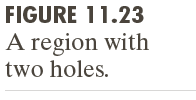 FIGURE 11.23
A region with
two holes.